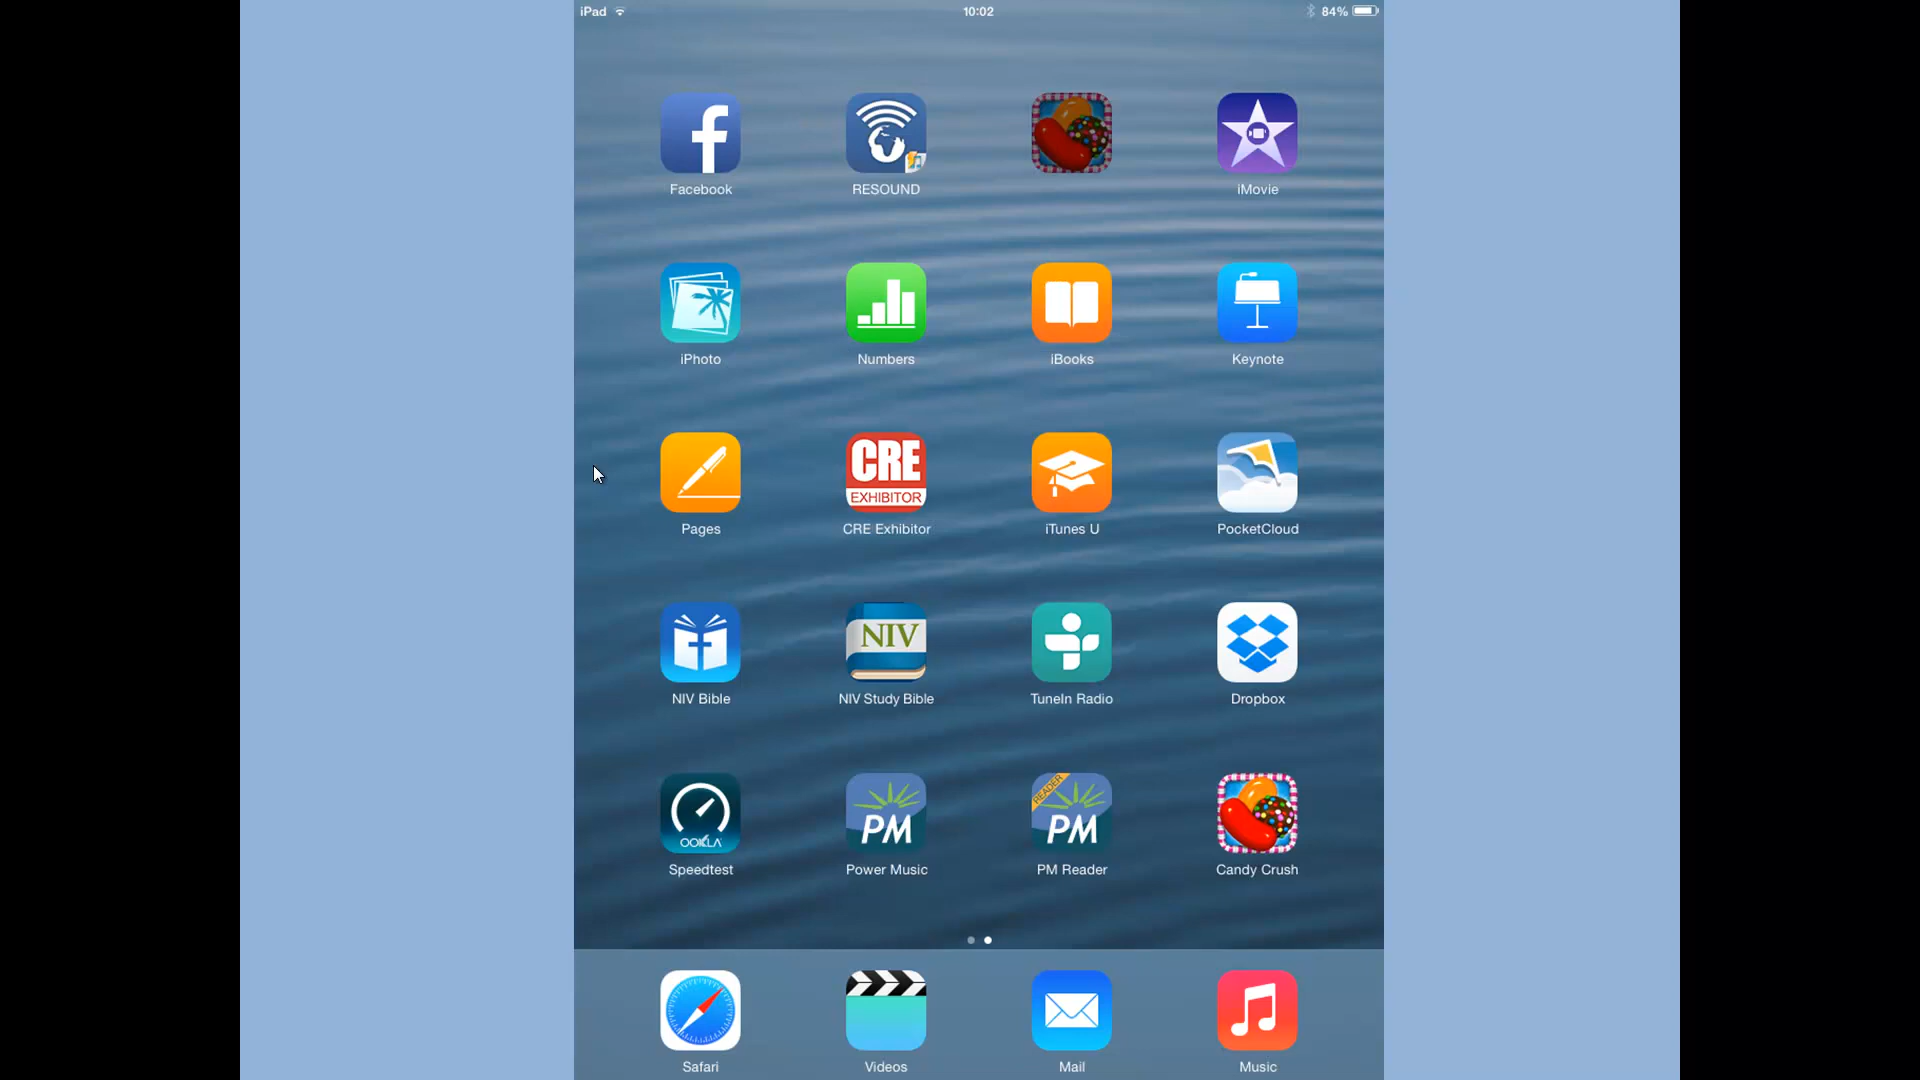 iPad 10:02 84%
Facebook RESOUND iMovie
iPhoto Numbers iBooks Keynote
CRE
EXHIBITOR
Pages CRE Exhibitor iTunes U PocketCloud
NIV
NIV Bible NIV Study Bible TuneIn Radio Dropbox
READER
OOKLA PM PM
Speedtest Power Music PM Reader Candy Crush
Safari Videos Mail Music